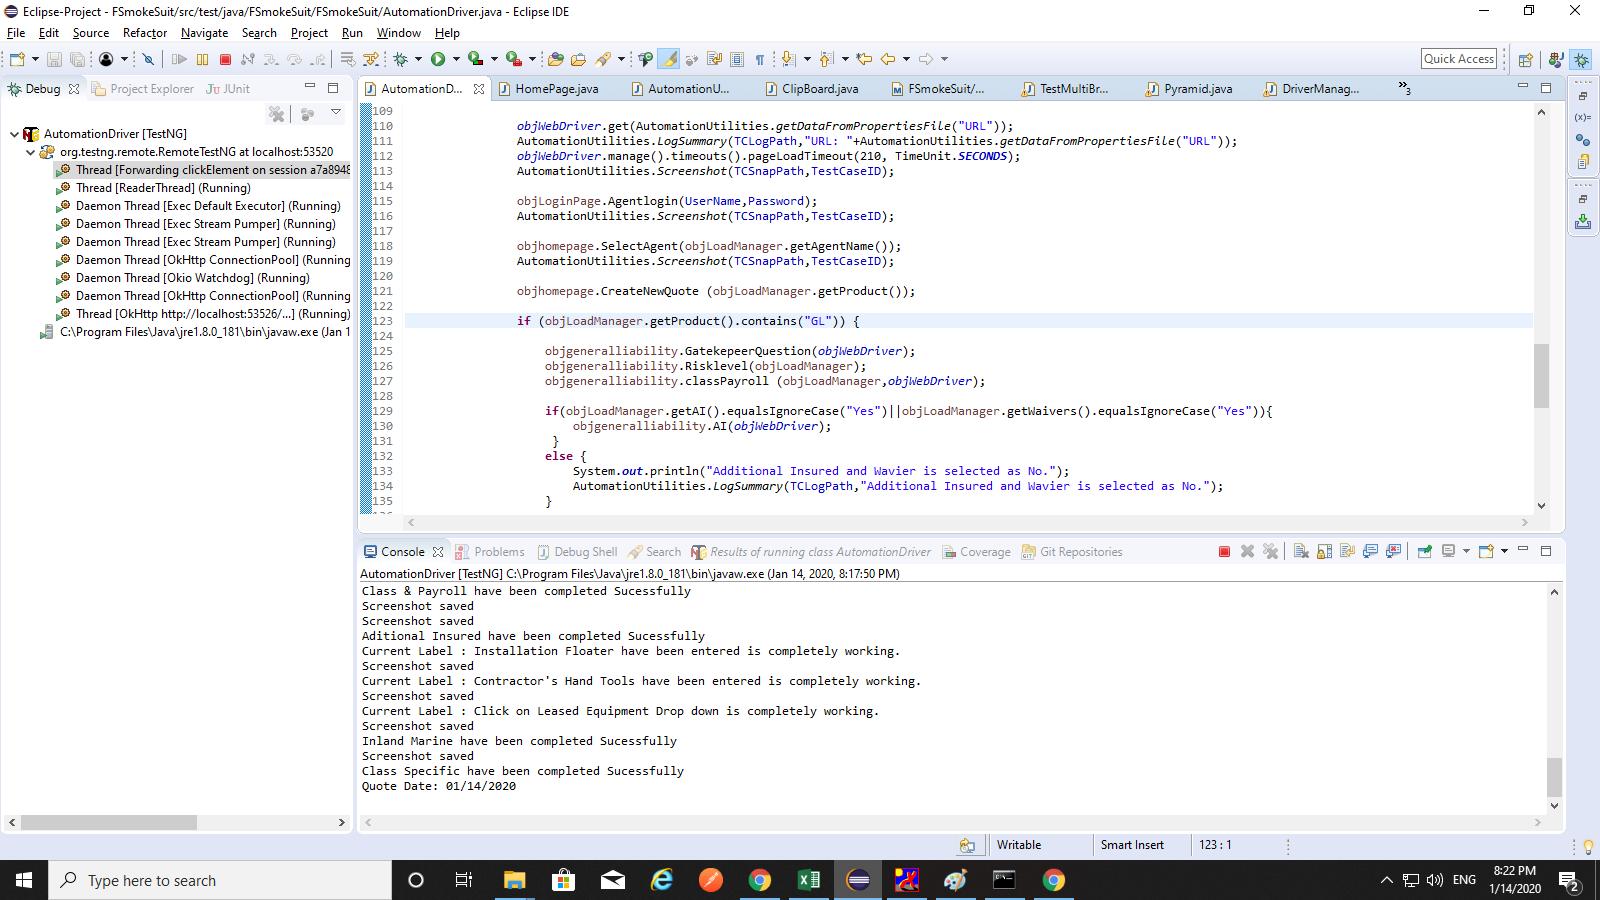 Eclipse-Project - FSmokeSuit/src/test/java/FSmokeSuit/FSmokeSuit/AutomationDriver.java - Eclipse IDE
File Edit Source Refactor Navigate Search Project Run Window Help
Quick Access
Debug Project Explorer JUnit
AutomationDriver [TestNG]
org.testng.remote.RemoteTestNG at localhost:53520
Thread [Forwarding clickElement on session a7a8948
Thread [ReaderThread] (Running)
Daemon Thread [Exec Default Executor] (Running)
Daemon Thread [Exec Stream Pumper] (Running)
Daemon Thread [Exec Stream Pumper] (Running)
Daemon Thread [OkHttp ConnectionPool] (Running
Daemon Thread [Okio Watchdog] (Running)
Daemon Thread [OkHttp ConnectionPool] (Running
Thread [OkHttp http://localhost:53526/...] (Running)
C:\Program Files\Java\jre1.8.0_181\bin\javaw.exe (Jan 1
AutomationD... HomePage.java AutomationU... ClipBoard.java FSmokeSuit/... TestMultiBr... Pyramid.java DriverManag... »3
109
110 objWebDriver.get(AutomationUtilities.getDataFromPropertiesFile("URL"));
111 AutomationUtilities.LogSummary(TCLogPath,"URL: "+AutomationUtilities.getDataFromPropertiesFile("URL"));
112 objWebDriver.manage().timeouts().pageLoadTimeout(210, TimeUnit.SECONDS);
113 AutomationUtilities.Screenshot(TCSnapPath,TestCaseID);
114
115 objLoginPage.Agentlogin(UserName,Password);
116 AutomationUtilities.Screenshot(TCSnapPath,TestCaseID);
117
118 objhomepage.SelectAgent(objLoadManager.getAgentName());
119 AutomationUtilities.Screenshot(TCSnapPath,TestCaseID);
120
121 objhomepage.CreateNewQuote (objLoadManager.getProduct());
122
123 if (objLoadManager.getProduct().contains("GL")) {
124
125 objgeneralliability.GatekepeerQuestion(objWebDriver);
126 objgeneralliability.Risklevel(objLoadManager);
127 objgeneralliability.classPayroll (objLoadManager,objWebDriver);
128
129 if(objLoadManager.getAI().equalsIgnoreCase("Yes")||objLoadManager.getWaivers().equalsIgnoreCase("Yes")){
130 objgeneralliability.AI(objWebDriver);
131 }
132 else {
133 System.out.println("Additional Insured and Wavier is selected as No.");
134 AutomationUtilities.LogSummary(TCLogPath,"Additional Insured and Wavier is selected as No.");
135 }
Console Problems Debug Shell Search Results of running class AutomationDriver Coverage Git Repositories
AutomationDriver [TestNG] C:\Program Files\Java\jre1.8.0_181\bin\javaw.exe (Jan 14, 2020, 8:17:50 PM)
Class & Payroll have been completed Sucessfully
Screenshot saved
Screenshot saved
Aditional Insured have been completed Sucessfully
Current Label : Installation Floater have been entered is completely working.
Screenshot saved
Current Label : Contractor's Hand Tools have been entered is completely working.
Screenshot saved
Current Label : Click on Leased Equipment Drop down is completely working.
Screenshot saved
Inland Marine have been completed Sucessfully
Screenshot saved
Class Specific have been completed Sucessfully
Quote Date: 01/14/2020
Writable Smart Insert 123 : 1
Type here to search
ENG
8:22 PM
1/14/2020
2